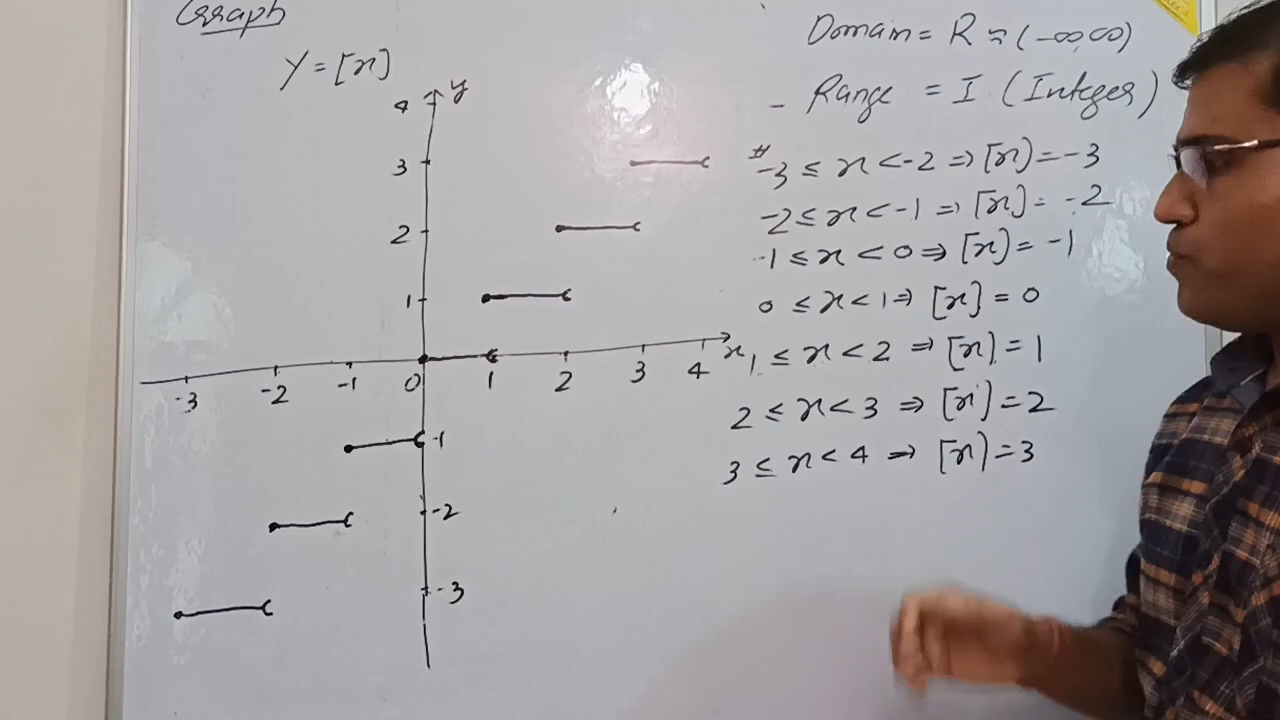 Graph
Y = [x]
y
4
3
2
1
-3 -2 -1 0 1 2 3 4 x
-1
-2
-3
Domain = R ≈ (-∞,∞)
- Range = I (Integer)
# -3 ≤ x < -2 ⇒ [x] = -3
-2 ≤ x < -1 ⇒ [x] = -2
-1 ≤ x < 0 ⇒ [x] = -1
0 ≤ x < 1 ⇒ [x] = 0
1 ≤ x < 2 ⇒ [x] = 1
2 ≤ x < 3 ⇒ [x] = 2
3 ≤ x < 4 ⇒ [x] = 3